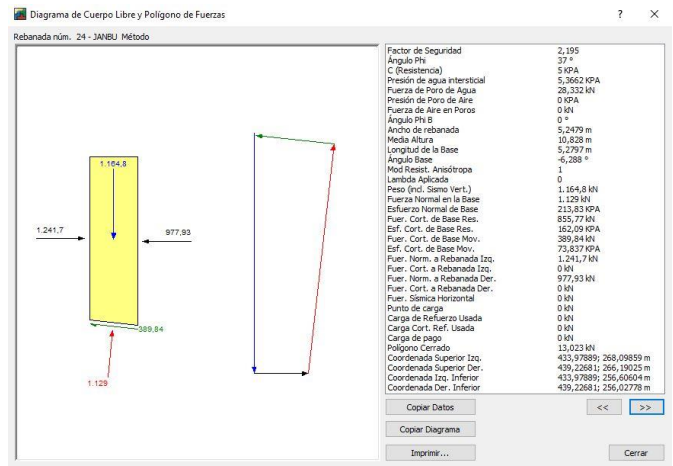 Diagrama de Cuerpo Libre y Polígono de Fuerzas
Rebanada núm. 24 - JANBU Método
1.164,8
1.241,7
977,93
389,84
1.129
Factor de Seguridad 2,195
Ángulo Phi 37 °
C (Resistencia) 5 KPA
Presión de agua intersticial 5,3662 KPA
Fuerza de Poro de Agua 28,332 kN
Presión de Poro de Aire 0 KPA
Fuerza de Aire en Poros 0 kN
Ángulo Phi B 0 °
Ancho de rebanada 5,2479 m
Media Altura 10,828 m
Longitud de la Base 5,2797 m
Ángulo Base -6,288 °
Mod Resist. Anisótropa 1
Lambda Aplicada 0
Peso (incl. Sismo Vert.) 1.164,8 kN
Fuerza Normal en la Base 1.129 kN
Esfuerzo Normal de Base 213,83 KPA
Fuer. Cort. de Base Res. 855,77 kN
Esf. Cort. de Base Res. 162,09 KPA
Fuer. Cort. de Base Mov. 389,84 kN
Esf. Cort. de Base Mov. 73,837 KPA
Fuer. Norm. a Rebanada Izq. 1.241,7 kN
Fuer. Cort. a Rebanada Izq. 0 kN
Fuer. Norm. a Rebanada Der. 977,93 kN
Fuer. Cort. a Rebanada Der. 0 kN
Fuer. Sísmica Horizontal 0 kN
Punto de carga 0 kN
Carga de Refuerzo Usada 0 kN
Carga Cort. Ref. Usada 0 kN
Carga de pago 0 kN
Polígono Cerrado 13,023 kN
Coordenada Superior Izq. 433,97889; 268,09859 m
Coordenada Superior Der. 439,22681; 266,19025 m
Coordenada Izq. Inferior 433,97889; 256,60604 m
Coordenada Der. Inferior 439,22681; 256,02778 m
Copiar Datos
<< >>
Copiar Diagrama
Imprimir...
Cerrar